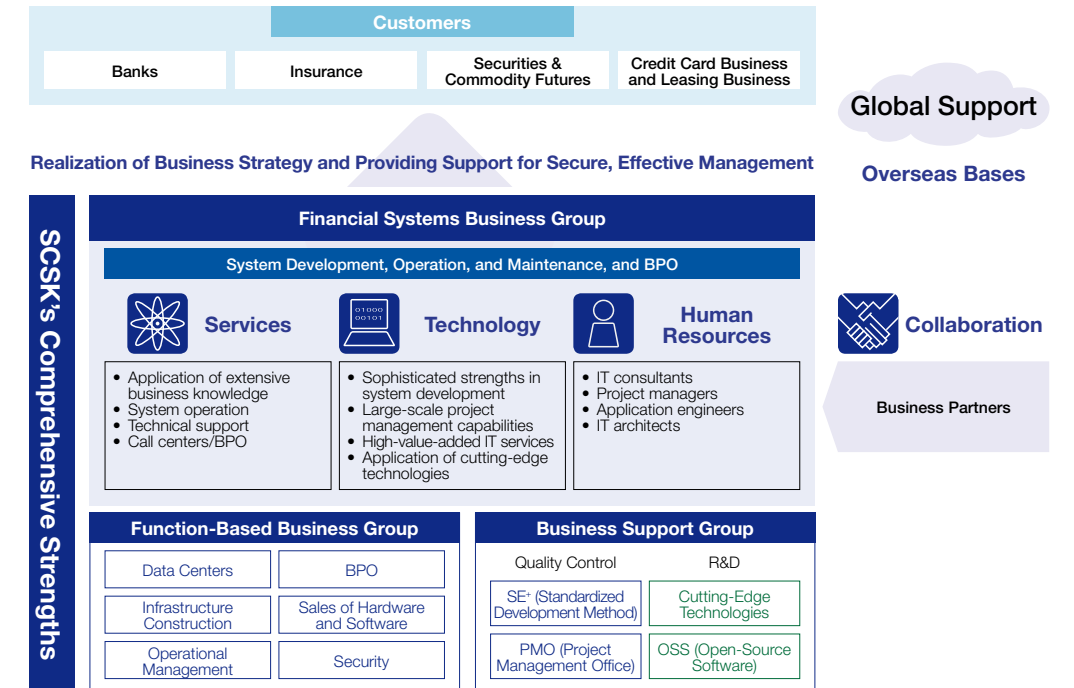 Customers
Banks
Insurance
Securities &
Commodity Futures
Credit Card Business
and Leasing Business
Global Support
Overseas Bases
Realization of Business Strategy and Providing Support for Secure, Effective Management
SCSK's Comprehensive Strengths
Financial Systems Business Group
System Development, Operation, and Maintenance, and BPO
Services
• Application of extensive
business knowledge
• System operation
• Technical support
• Call centers/BPO
01000
00101
Technology
• Sophisticated strengths in
system development
• Large-scale project
management capabilities
• High-value-added IT services
• Application of cutting-edge
technologies
Human
Resources
• IT consultants
• Project managers
• Application engineers
• IT architects
Collaboration
Business Partners
Function-Based Business Group
Data Centers
BPO
Infrastructure
Construction
Sales of Hardware
and Software
Operational
Management
Security
Business Support Group
Quality Control
R&D
SE+ (Standardized
Development Method)
Cutting-Edge
Technologies
PMO (Project
Management Office)
OSS (Open-Source
Software)